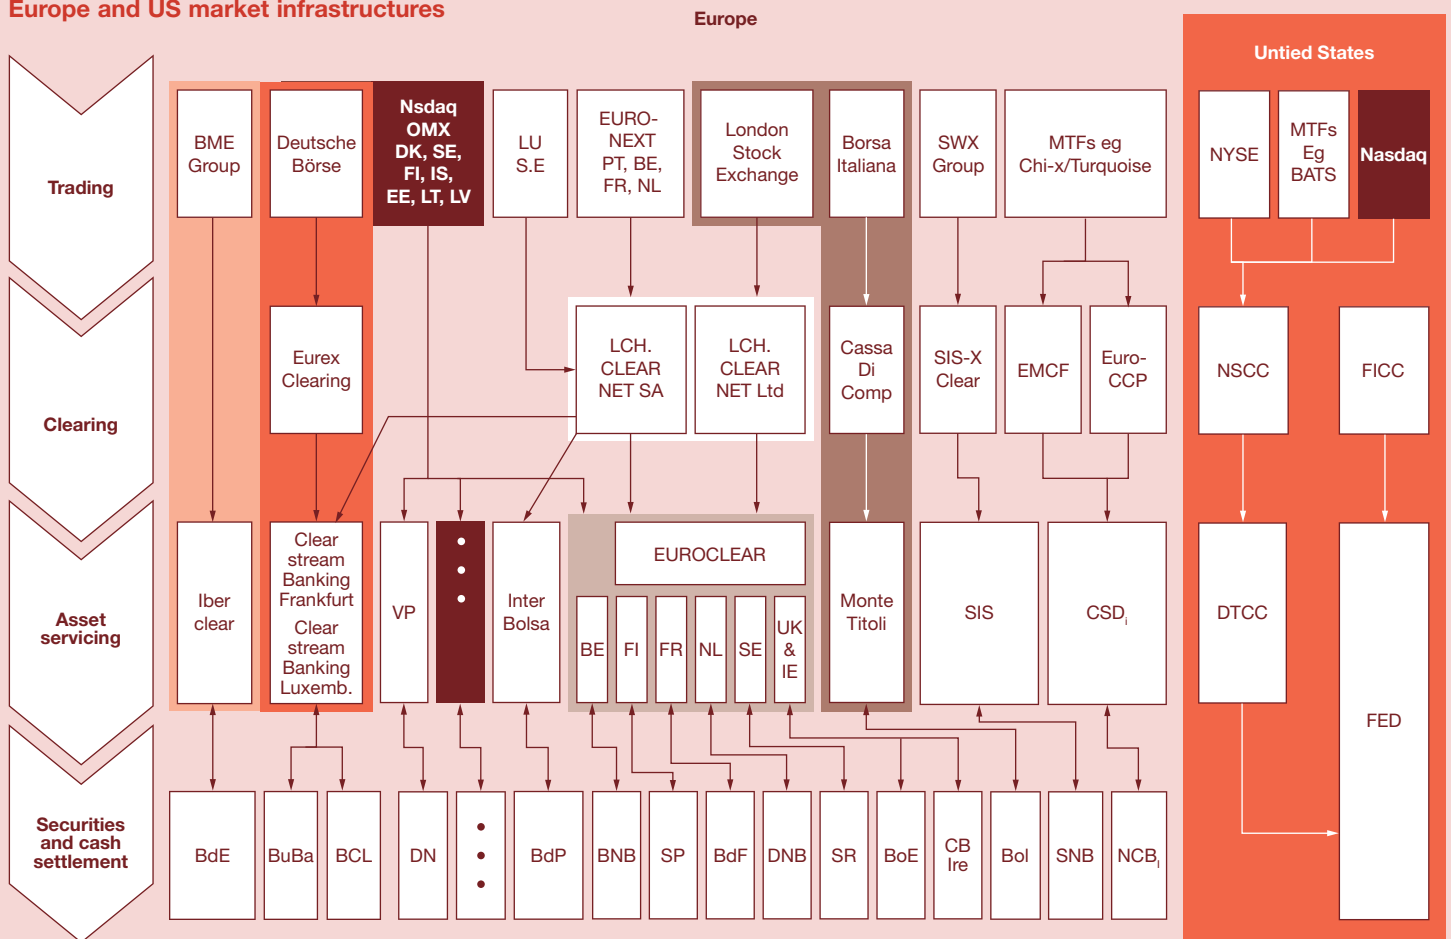 Europe and US market infrastructures
Europe
Untied States
Trading
BME
Group
Deutsche
Börse
Nsdaq
OMX
DK, SE,
FI, IS,
EE, LT, LV
LU
S.E
EURO-
NEXT
PT, BE,
FR, NL
London
Stock
Exchange
Borsa
Italiana
SWX
Group
MTFs eg
Chi-x/Turquoise
NYSE
MTFs
Eg
BATS
Nasdaq
Clearing
Eurex
Clearing
LCH.
CLEAR
NET SA
LCH.
CLEAR
NET Ltd
Cassa
Di
Comp
SIS-X
Clear
EMCF
Euro-
CCP
NSCC
FICC
Asset
servicing
Iber
clear
Clear
stream
Banking
Frankfurt
Clear
stream
Banking
Luxemb.
VP
Inter
Bolsa
EUROCLEAR
BE
FI
FR
NL
SE
UK
&
IE
Monte
Titoli
SIS
CSDi
DTCC
FED
Securities
and cash
settlement
BdE
BuBa
BCL
DN
BdP
BNB
SP
BdF
DNB
SR
BoE
CB
Ire
BoI
SNB
NCBI